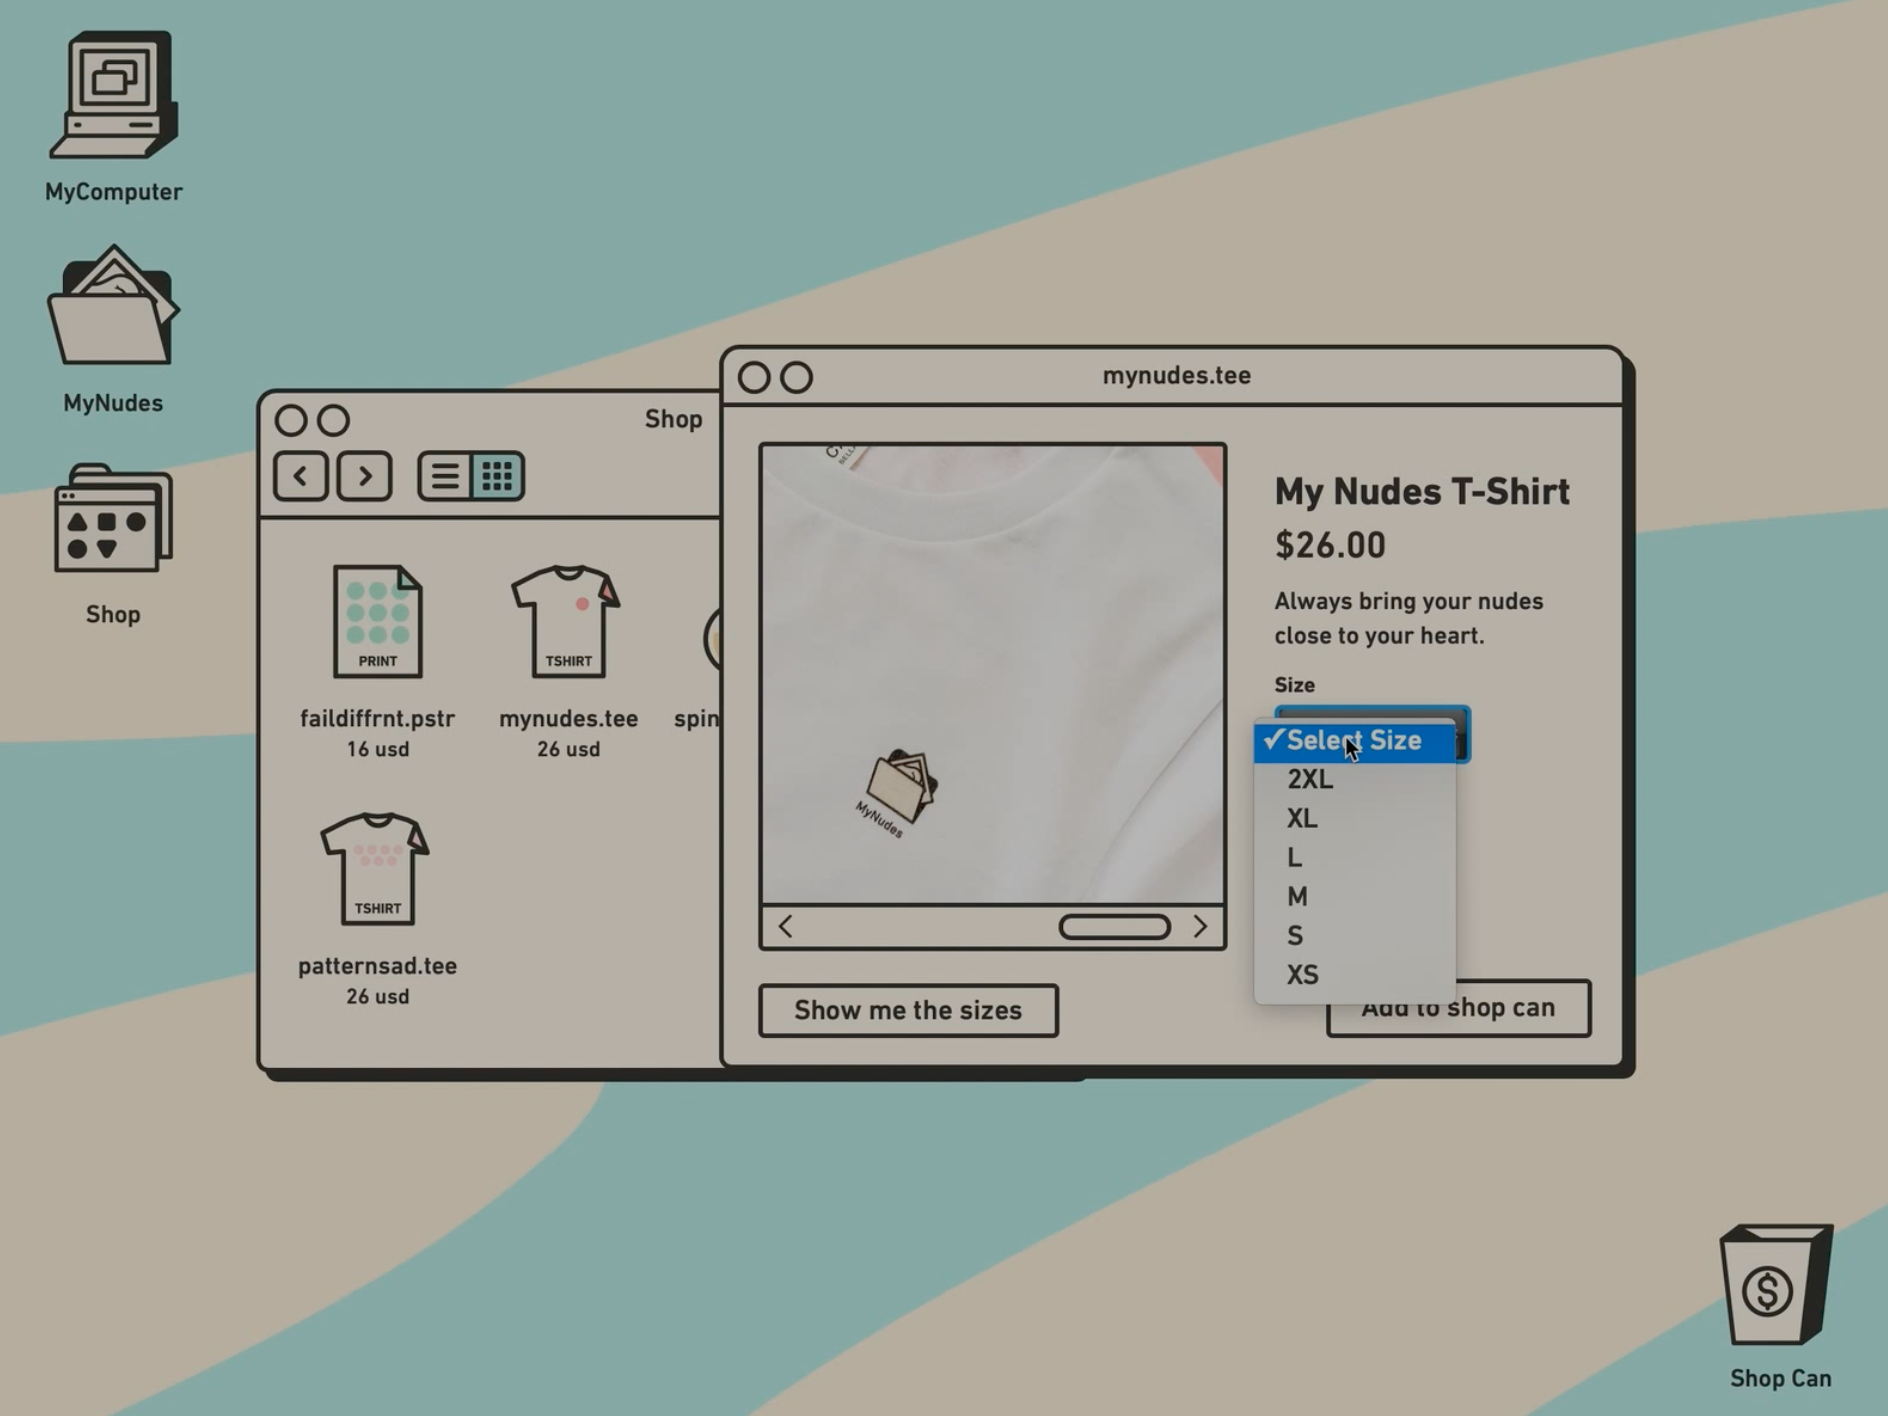 MyComputer
MyNudes
Shop
Shop
PRINT
faildiffrnt.pstr
16 usd
TSHIRT
mynudes.tee
26 usd
spin
TSHIRT
patternsad.tee
26 usd
mynudes.tee
MyNudes
My Nudes T-Shirt
$26.00
Always bring your nudes
close to your heart.
Size
✓Select Size
2XL
XL
L
M
S
XS
Show me the sizes
Add to shop can
$
Shop Can